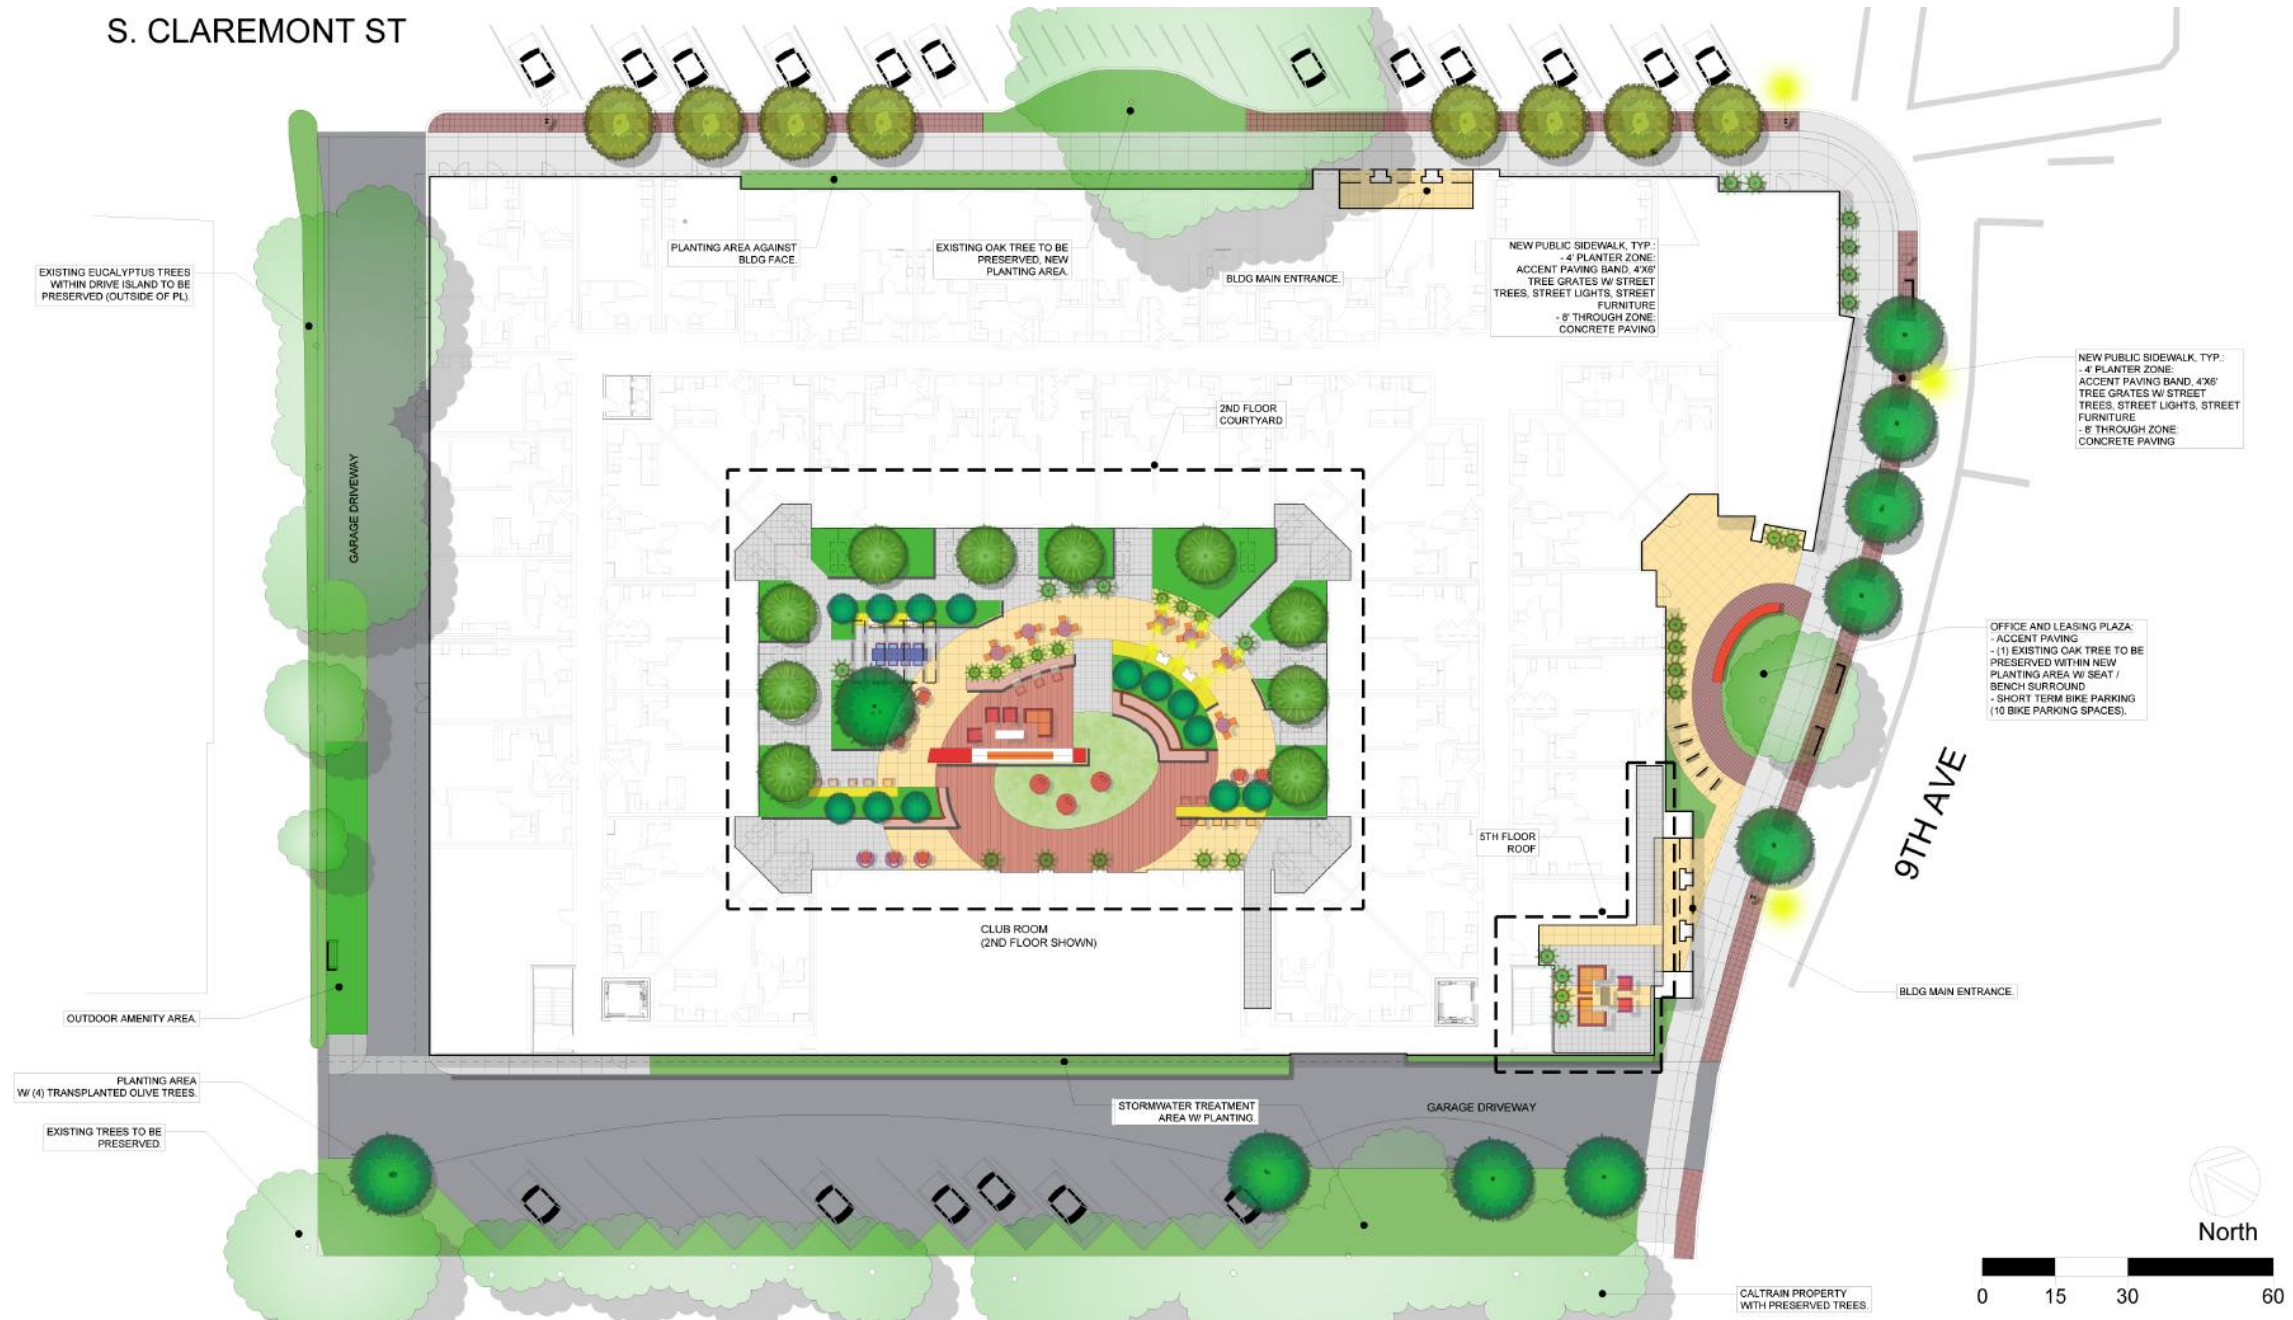 S. CLAREMONT ST
PLANTING AREA AGAINST
BLDG FACE.
EXISTING OAK TREE TO BE
PRESERVED, NEW
PLANTING AREA.
BLDG MAIN ENTRANCE.
NEW PUBLIC SIDEWALK, TYP.:
- 4' PLANTER ZONE:
ACCENT PAVING BAND, 4'X6'
TREE GRATES W/ STREET
TREES, STREET LIGHTS, STREET
FURNITURE
- 8' THROUGH ZONE:
CONCRETE PAVING
EXISTING EUCALYPTUS TREES
WITHIN DRIVE ISLAND TO BE
PRESERVED (OUTSIDE OF PL).
NEW PUBLIC SIDEWALK, TYP.:
- 4' PLANTER ZONE:
ACCENT PAVING BAND, 4'X6'
TREE GRATES W/ STREET
TREES, STREET LIGHTS, STREET
FURNITURE
- 8' THROUGH ZONE:
CONCRETE PAVING
2ND FLOOR
COURTYARD
GARAGE DRIVEWAY
OFFICE AND LEASING PLAZA:
- ACCENT PAVING
- (1) EXISTING OAK TREE TO BE
PRESERVED WITHIN NEW
PLANTING AREA W/ SEAT /
BENCH SURROUND
- SHORT TERM BIKE PARKING
(10 BIKE PARKING SPACES).
9TH AVE
5TH FLOOR
ROOF
CLUB ROOM
(2ND FLOOR SHOWN)
BLDG MAIN ENTRANCE.
OUTDOOR AMENITY AREA.
PLANTING AREA
W/ (4) TRANSPLANTED OLIVE TREES.
STORMWATER TREATMENT
AREA W/ PLANTING.
GARAGE DRIVEWAY
EXISTING TREES TO BE
PRESERVED.
North
CALTRAIN PROPERTY
WITH PRESERVED TREES.
0 15 30 60